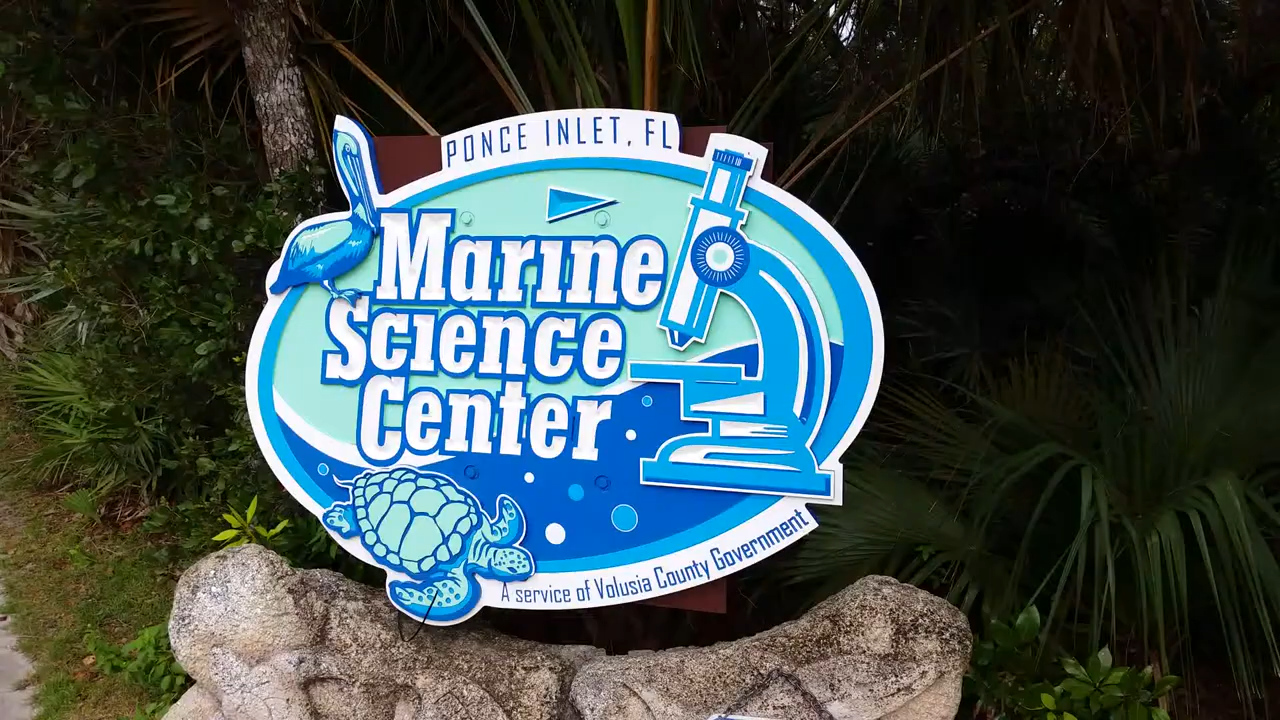 PONCE INLET, FL
Marine
Science
Center
A service of Volusia County Government